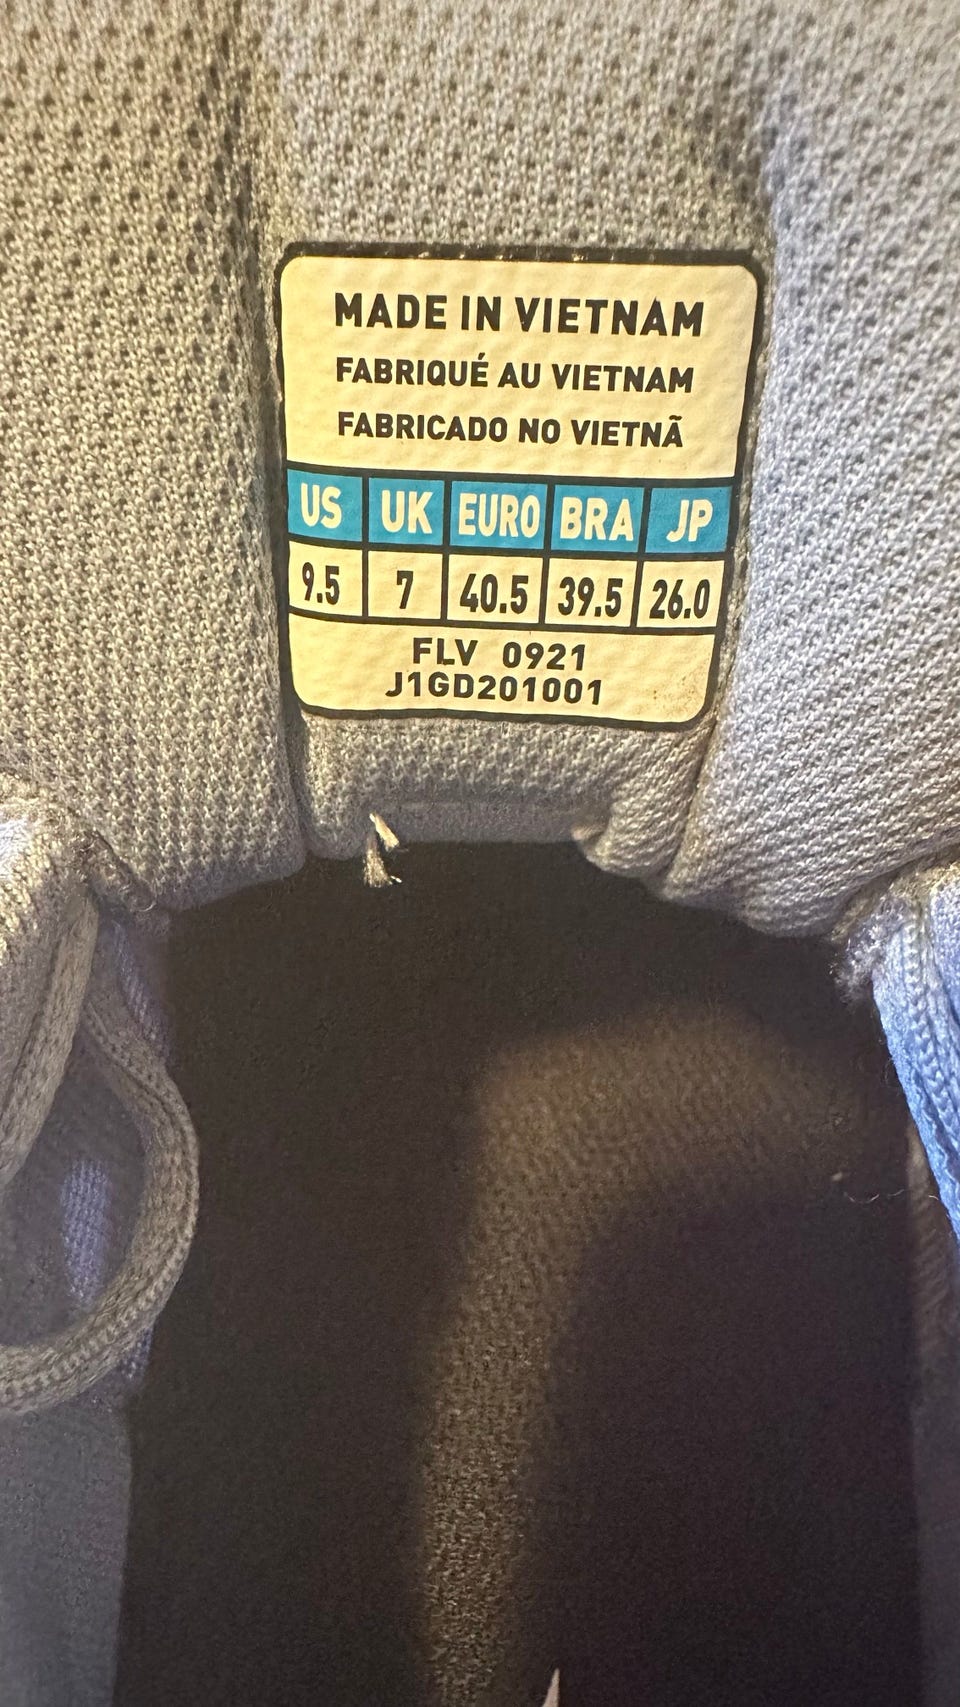 MADE IN VIETNAM
FABRIQUÉ AU VIETNAM
FABRICADO NO VIETNÃ
US UK EURO BRA JP
9.5 7 40.5 39.5 26.0
FLV 0921
J1GD201001